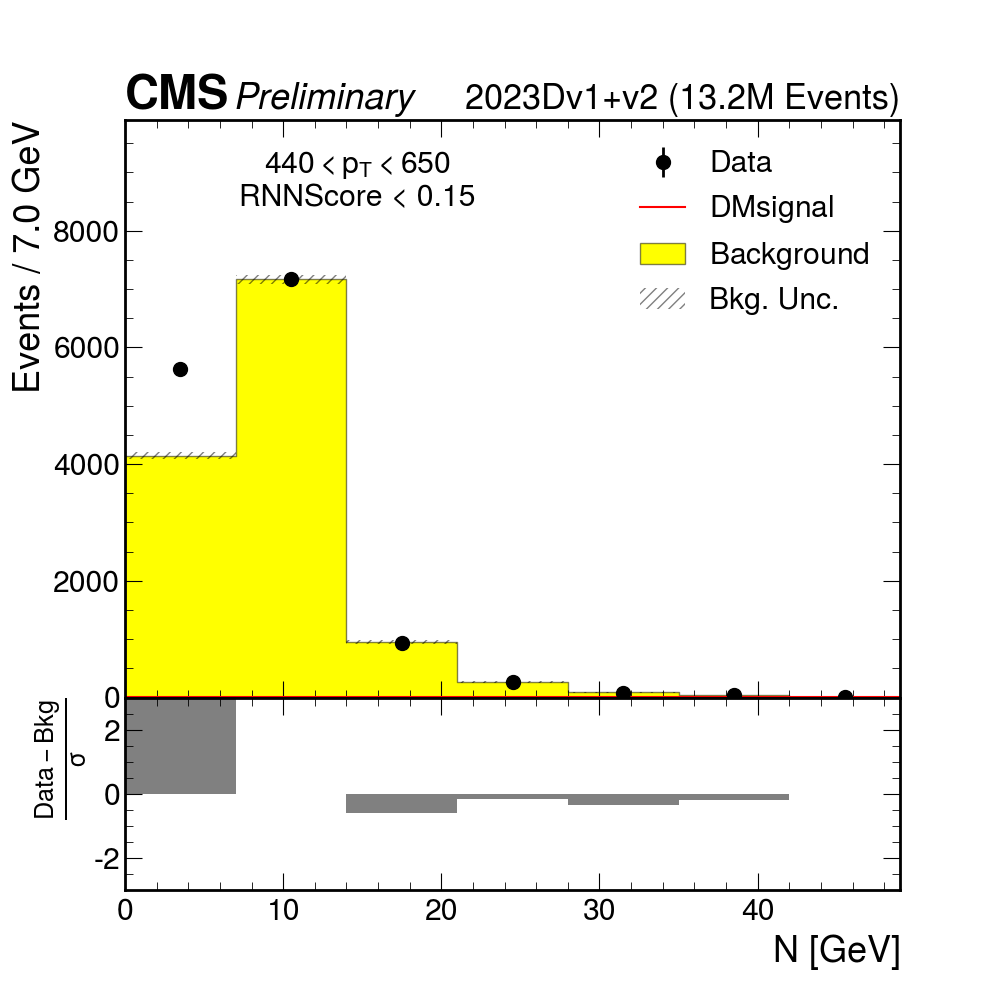 CMS Preliminary 2023Dv1+v2 (13.2M Events)
Events / 7.0 GeV
440 < pT < 650
RNNScore < 0.15
Data
DMsignal
Background
Bkg. Unc.
8000
6000
4000
2000
0
Data – Bkg
σ
2
0
-2
0 10 20 30 40
N [GeV]